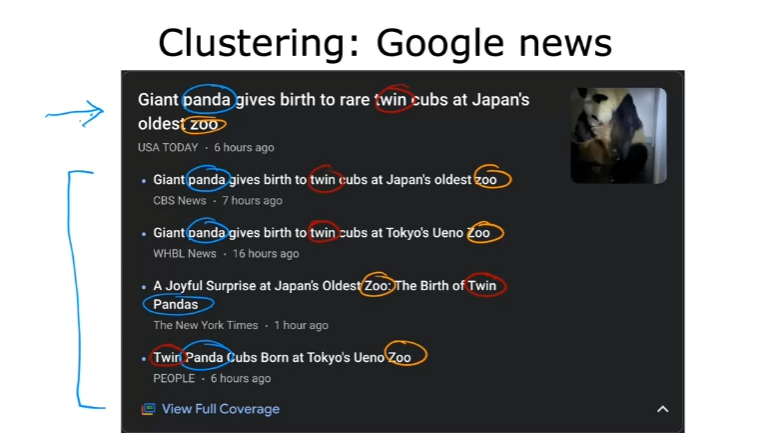 Clustering: Google news
Giant panda gives birth to rare twin cubs at Japan's
oldest zoo
USA TODAY · 6 hours ago
• Giant panda gives birth to twin cubs at Japan's oldest zoo
CBS News · 7 hours ago
• Giant panda gives birth to twin cubs at Tokyo's Ueno Zoo
WHBL News · 16 hours ago
• A Joyful Surprise at Japan's Oldest Zoo: The Birth of Twin
Pandas
The New York Times · 1 hour ago
• Twin Panda Cubs Born at Tokyo's Ueno Zoo
PEOPLE · 6 hours ago
View Full Coverage